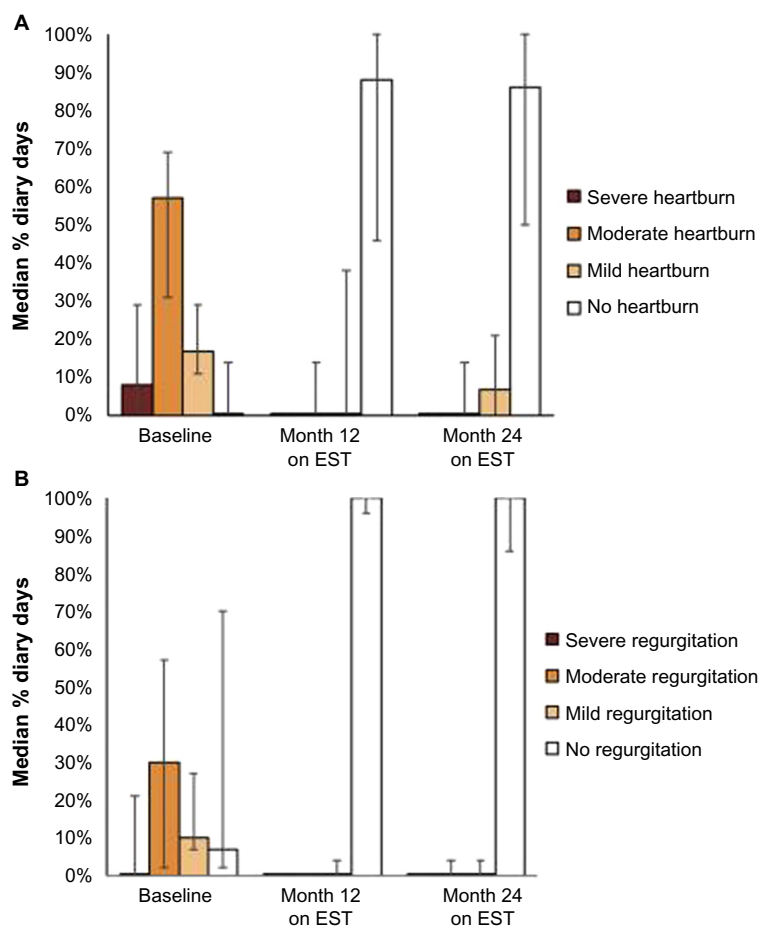 A
100%
90%
80%
70%
60%
50%
40%
30%
20%
10%
0%
Median % diary days
Baseline
Month 12
on EST
Month 24
on EST
Severe heartburn
Moderate heartburn
Mild heartburn
No heartburn
B
100%
90%
80%
70%
60%
50%
40%
30%
20%
10%
0%
Median % diary days
Baseline
Month 12
on EST
Month 24
on EST
Severe regurgitation
Moderate regurgitation
Mild regurgitation
No regurgitation